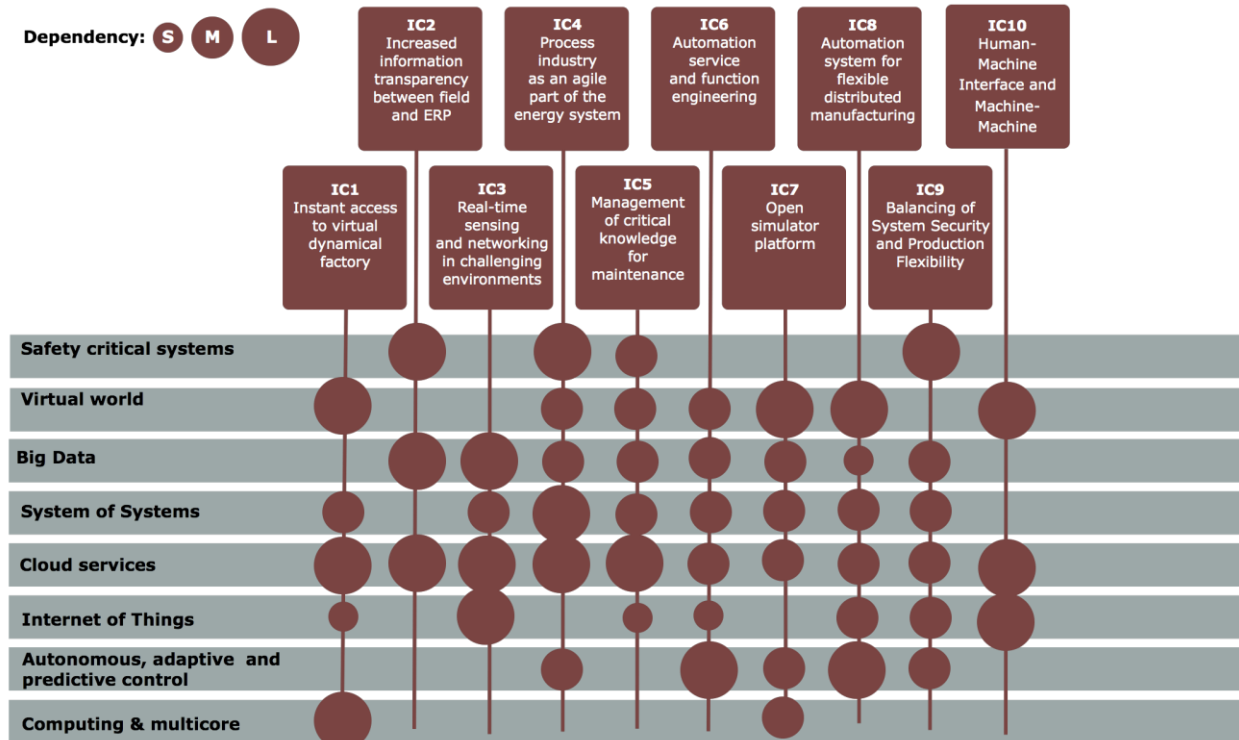 Dependency: S M L
IC2
Increased
information
transparency
between field
and ERP
IC4
Process
industry
as an agile
part of the
energy system
IC6
Automation
service
and function
engineering
IC8
Automation
system for
flexible
distributed
manufacturing
IC10
Human-
Machine
Interface and
Machine-
Machine
IC1
Instant access
to virtual
dynamical
factory
IC3
Real-time
sensing
and networking
in challenging
environments
IC5
Management
of critical
knowledge
for
maintenance
IC7
Open
simulator
platform
IC9
Balancing of
System Security
and Production
Flexibility
Safety critical systems
Virtual world
Big Data
System of Systems
Cloud services
Internet of Things
Autonomous, adaptive and
predictive control
Computing & multicore